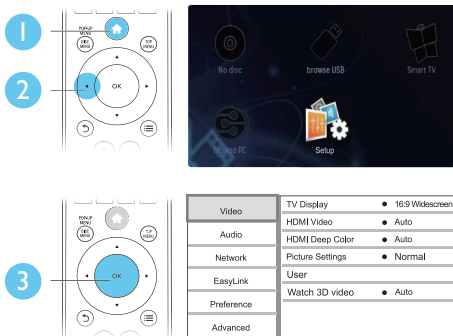 1
POP-UP MENU
DISC MENU
TOP MENU
2
OK
No disc
browse USB
Smart TV
browse PC
Setup
POP-UP MENU
DISC MENU
TOP MENU
3
OK
Video
Audio
Network
EasyLink
Preference
Advanced
TV Display • 16:9 Widescreen
HDMI Video • Auto
HDMI Deep Color • Auto
Picture Settings • Normal
User
Watch 3D video • Auto